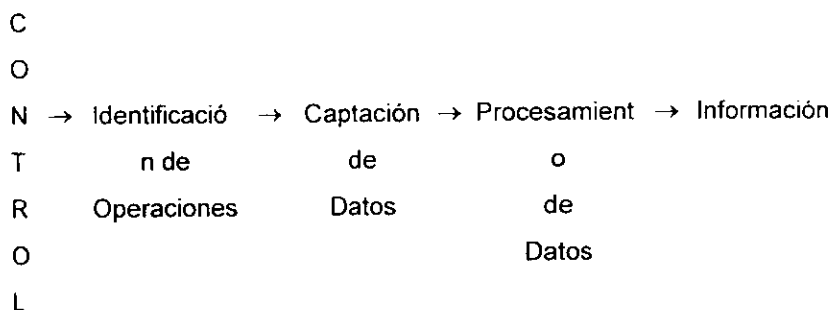 C
O
N → Identificació → Captación → Procesamient → Información
T n de de o
R Operaciones Datos de
O Datos
L